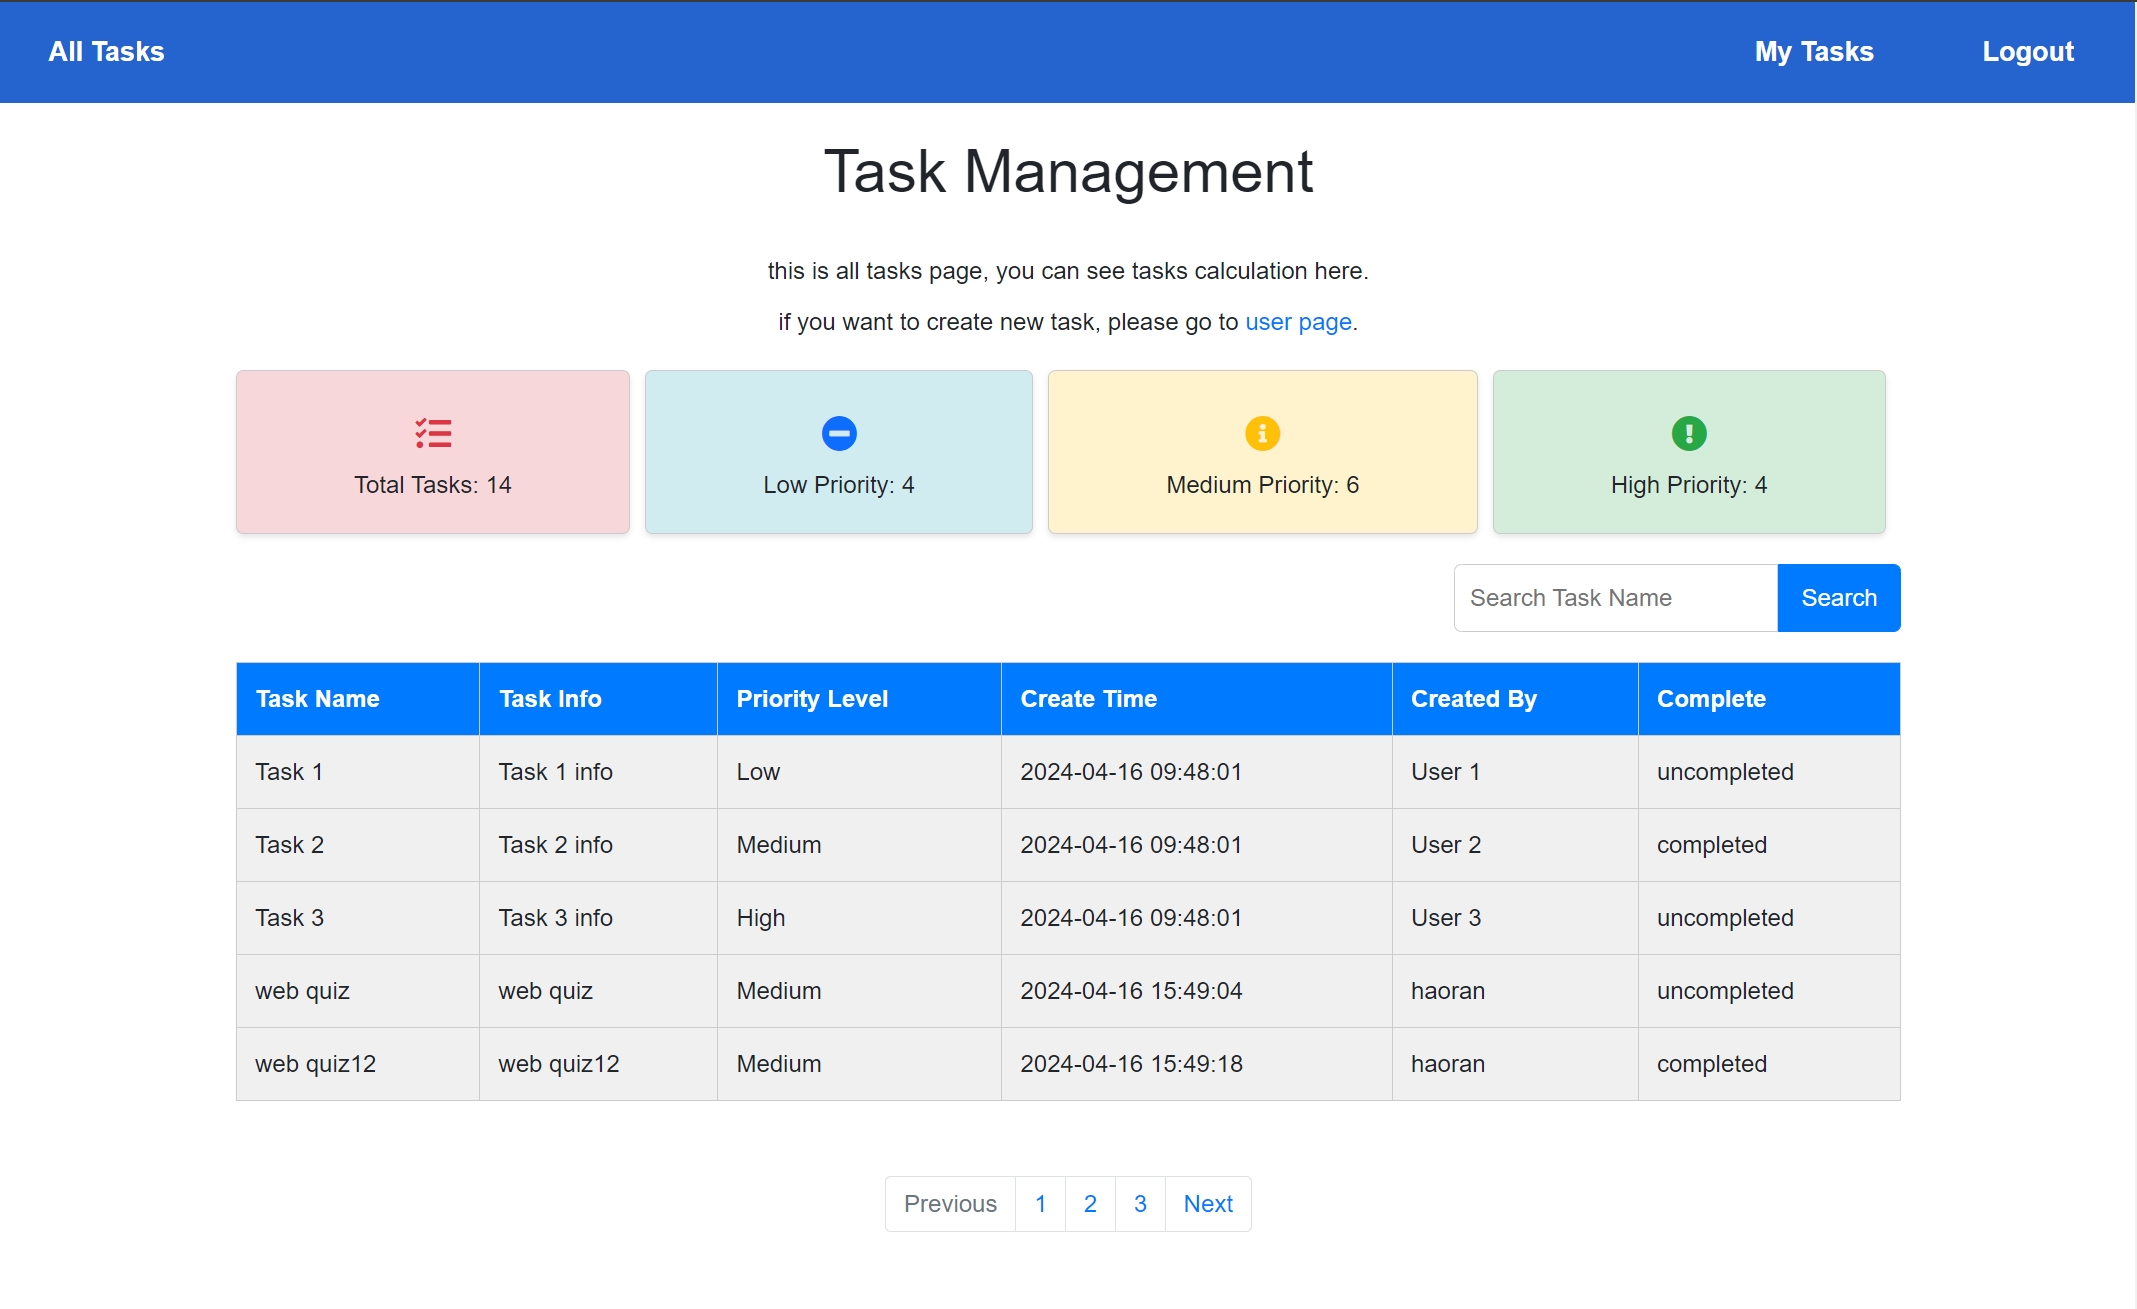 All Tasks My Tasks Logout
Task Management
this is all tasks page, you can see tasks calculation here.
if you want to create new task, please go to user page.
Total Tasks: 14 Low Priority: 4 Medium Priority: 6 High Priority: 4
Search Task Name Search
Task Name Task Info Priority Level Create Time Created By Complete
Task 1 Task 1 info Low 2024-04-16 09:48:01 User 1 uncompleted
Task 2 Task 2 info Medium 2024-04-16 09:48:01 User 2 completed
Task 3 Task 3 info High 2024-04-16 09:48:01 User 3 uncompleted
web quiz web quiz Medium 2024-04-16 15:49:04 haoran uncompleted
web quiz12 web quiz12 Medium 2024-04-16 15:49:18 haoran completed
Previous 1 2 3 Next